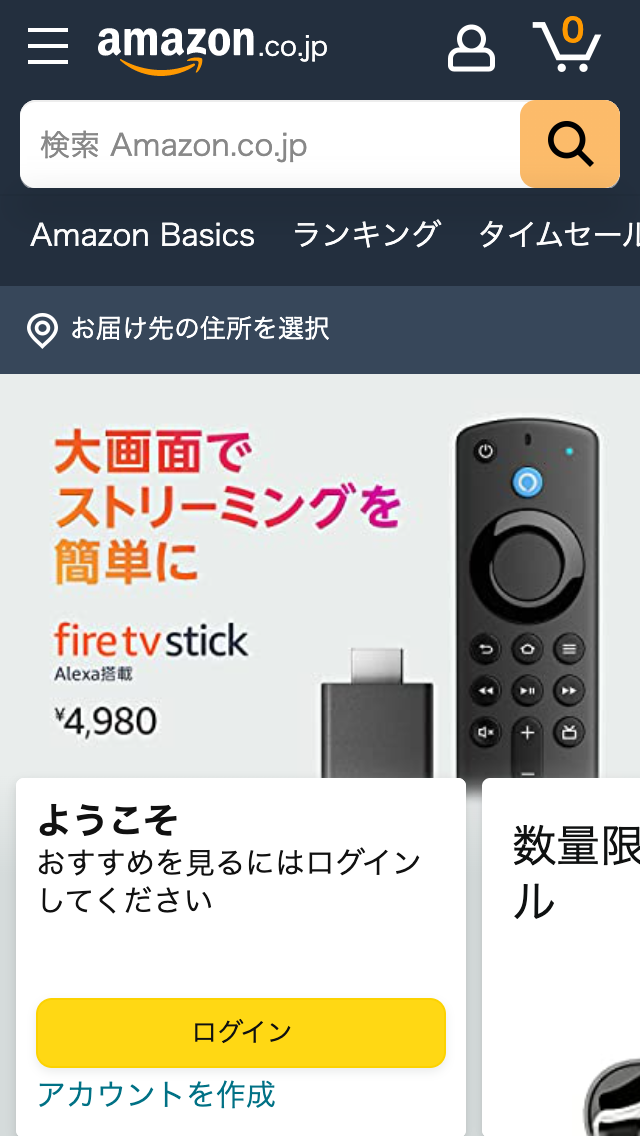 amazon.co.jp
0
検索 Amazon.co.jp
Amazon Basics ランキング タイムセール
お届け先の住所を選択
大画面で
ストリーミングを
簡単に
fire tv stick
Alexa搭載
¥4,980
ようこそ
おすすめを見るにはログイン
してください
ログイン
アカウントを作成
数量限
ル